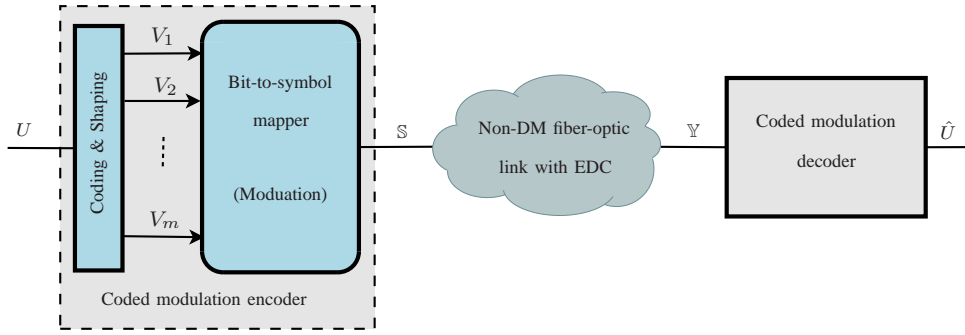 U
Coding & Shaping
V₁
V₂
Vₘ
Bit-to-symbol
mapper
(Moduation)
Coded modulation encoder
𝕊
Non-DM fiber-optic
link with EDC
𝕐
Coded modulation
decoder
Û